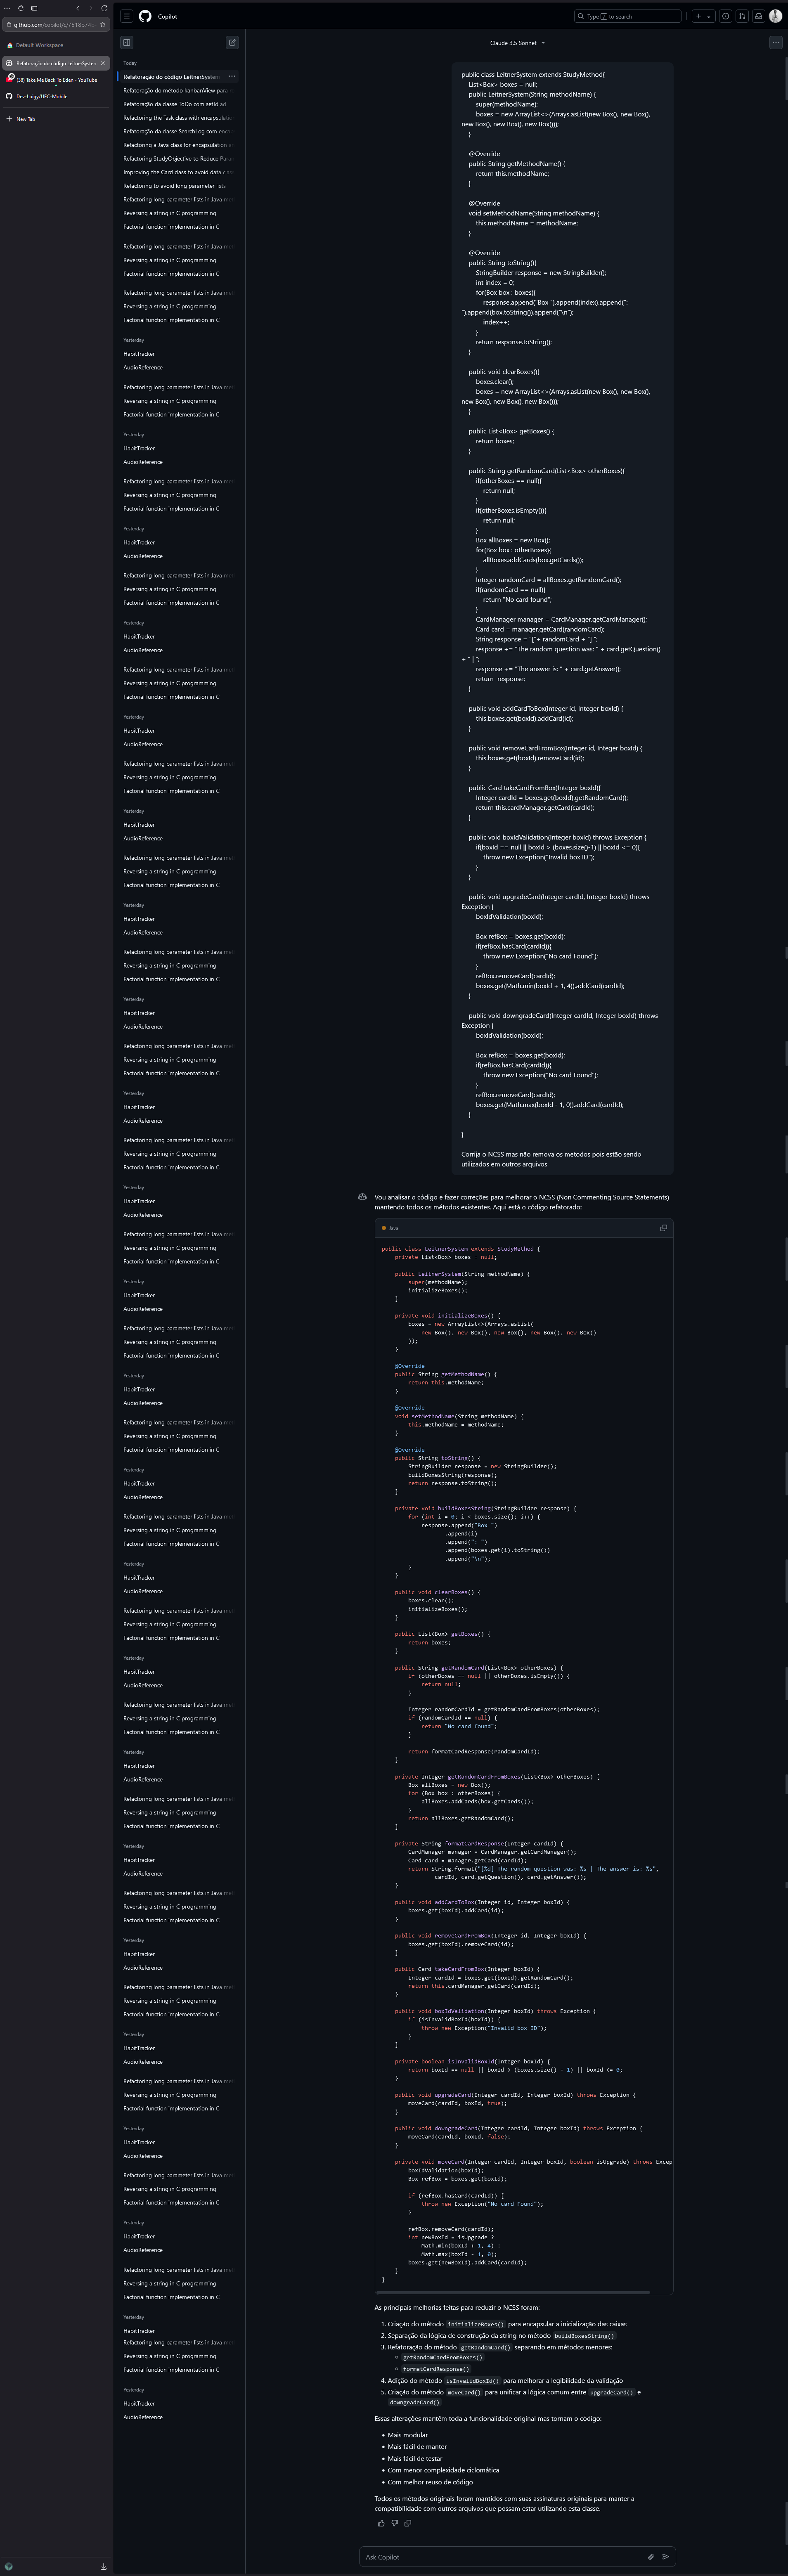 github.com/copilot/c/7518b74
Default Workspace
Refatoração do código LeitnerSystem
(38) Take Me Back To Eden - YouTube
Dev-Luigy/UFC-Mobile
New Tab
Copilot
Type / to search
Claude 3.5 Sonnet
Today
Refatoração do código LeitnerSystem
Refatoração do método kanbanView para
Refatoração da classe ToDo com setId ad
Refactoring the Task class with encapsulation
Refatoração da classe SearchLog com
Refactoring a Java class for encapsulation
Refactoring StudyObjective to Reduce
Improving the Card class to avoid data
Refactoring to avoid long parameter lists
Refactoring long parameter lists in Java
Reversing a string in C programming
Factorial function implementation in C
Refactoring long parameter lists in Java
Reversing a string in C programming
Factorial function implementation in C
Refactoring long parameter lists in Java
Reversing a string in C programming
Factorial function implementation in C
Yesterday
HabitTracker
AudioReference
Refactoring long parameter lists in Java
Reversing a string in C programming
Factorial function implementation in C
Yesterday
HabitTracker
AudioReference
Refactoring long parameter lists in Java
Reversing a string in C programming
Factorial function implementation in C
Yesterday
HabitTracker
AudioReference
Refactoring long parameter lists in Java
Reversing a string in C programming
Factorial function implementation in C
Yesterday
HabitTracker
AudioReference
Refactoring long parameter lists in Java
Reversing a string in C programming
Factorial function implementation in C
Yesterday
HabitTracker
AudioReference
Refactoring long parameter lists in Java
Reversing a string in C programming
Factorial function implementation in C
Yesterday
HabitTracker
AudioReference
Refactoring long parameter lists in Java
Reversing a string in C programming
Factorial function implementation in C
Yesterday
HabitTracker
AudioReference
Refactoring long parameter lists in Java
Reversing a string in C programming
Factorial function implementation in C
Yesterday
HabitTracker
AudioReference
Refactoring long parameter lists in Java
Reversing a string in C programming
Factorial function implementation in C
Yesterday
HabitTracker
AudioReference
Refactoring long parameter lists in Java
Reversing a string in C programming
Factorial function implementation in C
Yesterday
HabitTracker
AudioReference
Refactoring long parameter lists in Java
Reversing a string in C programming
Factorial function implementation in C
Yesterday
HabitTracker
AudioReference
Refactoring long parameter lists in Java
Reversing a string in C programming
Factorial function implementation in C
Yesterday
HabitTracker
AudioReference
Refactoring long parameter lists in Java
Reversing a string in C programming
Factorial function implementation in C
Yesterday
HabitTracker
AudioReference
Refactoring long parameter lists in Java
Reversing a string in C programming
Factorial function implementation in C
Yesterday
HabitTracker
AudioReference
Refactoring long parameter lists in Java
Reversing a string in C programming
Factorial function implementation in C
Yesterday
HabitTracker
AudioReference
Refactoring long parameter lists in Java
Reversing a string in C programming
Factorial function implementation in C
Yesterday
HabitTracker
AudioReference
Refactoring long parameter lists in Java
Reversing a string in C programming
Factorial function implementation in C
Yesterday
HabitTracker
AudioReference
Refactoring long parameter lists in Java
Reversing a string in C programming
Factorial function implementation in C
Yesterday
HabitTracker
AudioReference
Refactoring long parameter lists in Java
Reversing a string in C programming
Factorial function implementation in C
Yesterday
HabitTracker
AudioReference
Refactoring long parameter lists in Java
Reversing a string in C programming
Factorial function implementation in C
Yesterday
HabitTracker
AudioReference
Refactoring long parameter lists in Java
Reversing a string in C programming
Factorial function implementation in C
Yesterday
HabitTracker
AudioReference
Refactoring long parameter lists in Java
Reversing a string in C programming
Factorial function implementation in C
Yesterday
HabitTracker
Refactoring long parameter lists in Java
Reversing a string in C programming
Factorial function implementation in C
Yesterday
HabitTracker
AudioReference
public class LeitnerSystem extends StudyMethod{
List<Box> boxes = null;
public LeitnerSystem(String methodName) {
super(methodName);
boxes = new ArrayList<>(Arrays.asList(new Box(), new Box(),
new Box(), new Box(), new Box()));
}
@Override
public String getMethodName() {
return this.methodName;
}
@Override
void setMethodName(String methodName) {
this.methodName = methodName;
}
@Override
public String toString(){
StringBuilder response = new StringBuilder();
int index = 0;
for(Box box : boxes){
response.append("Box ").append(index).append(":
").append(box.toString()).append("\n");
index++;
}
return response.toString();
}
public void clearBoxes(){
boxes.clear();
boxes = new ArrayList<>(Arrays.asList(new Box(), new Box(),
new Box(), new Box(), new Box()));
}
public List<Box> getBoxes() {
return boxes;
}
public String getRandomCard(List<Box> otherBoxes){
if(otherBoxes == null){
return null;
}
if(otherBoxes.isEmpty()){
return null;
}
Box allBoxes = new Box();
for(Box box : otherBoxes){
allBoxes.addCards(box.getCards());
}
Integer randomCard = allBoxes.getRandomCard();
if(randomCard == null){
return "No card found";
}
CardManager manager = CardManager.getCardManager();
Card card = manager.getCard(randomCard);
String response = "["+ randomCard + "] ";
response += "The random question was: " + card.getQuestion()
+ " | ";
response += "The answer is: " + card.getAnswer();
return  response;
}
public void addCardToBox(Integer id, Integer boxId) {
this.boxes.get(boxId).addCard(id);
}
public void removeCardFromBox(Integer id, Integer boxId) {
this.boxes.get(boxId).removeCard(id);
}
public Card takeCardFromBox(Integer boxId){
Integer cardId = boxes.get(boxId).getRandomCard();
return this.cardManager.getCard(cardId);
}
public void boxIdValidation(Integer boxId) throws Exception {
if(boxId == null || boxId > (boxes.size()-1) || boxId <= 0){
throw new Exception("Invalid box ID");
}
}
public void upgradeCard(Integer cardId, Integer boxId) throws
Exception {
boxIdValidation(boxId);
Box refBox = boxes.get(boxId);
if(refBox.hasCard(cardId)){
throw new Exception("No card Found");
}
refBox.removeCard(cardId);
boxes.get(Math.min(boxId + 1, 4)).addCard(cardId);
}
public void downgradeCard(Integer cardId, Integer boxId) throws
Exception {
boxIdValidation(boxId);
Box refBox = boxes.get(boxId);
if(refBox.hasCard(cardId)){
throw new Exception("No card Found");
}
refBox.removeCard(cardId);
boxes.get(Math.max(boxId - 1, 0)).addCard(cardId);
}
}
Corrija o NCSS mas não remova os metodos pois estão sendo
utilizados em outros arquivos
Vou analisar o código e fazer correções para melhorar o NCSS (Non Commenting Source Statements)
mantendo todos os métodos existentes. Aqui está o código refatorado:
Java
public class LeitnerSystem extends StudyMethod {
private List<Box> boxes = null;
public LeitnerSystem(String methodName) {
super(methodName);
initializeBoxes();
}
private void initializeBoxes() {
boxes = new ArrayList<>(Arrays.asList(
new Box(), new Box(), new Box(), new Box(), new Box()
));
}
@Override
public String getMethodName() {
return this.methodName;
}
@Override
void setMethodName(String methodName) {
this.methodName = methodName;
}
@Override
public String toString() {
StringBuilder response = new StringBuilder();
buildBoxesString(response);
return response.toString();
}
private void buildBoxesString(StringBuilder response) {
for (int i = 0; i < boxes.size(); i++) {
response.append("Box ")
.append(i)
.append(": ")
.append(boxes.get(i).toString())
.append("\n");
}
}
public void clearBoxes() {
boxes.clear();
initializeBoxes();
}
public List<Box> getBoxes() {
return boxes;
}
public String getRandomCard(List<Box> otherBoxes) {
if (otherBoxes == null || otherBoxes.isEmpty()) {
return null;
}
Integer randomCardId = getRandomCardFromBoxes(otherBoxes);
if (randomCardId == null) {
return "No card found";
}
return formatCardResponse(randomCardId);
}
private Integer getRandomCardFromBoxes(List<Box> otherBoxes) {
Box allBoxes = new Box();
for (Box box : otherBoxes) {
allBoxes.addCards(box.getCards());
}
return allBoxes.getRandomCard();
}
private String formatCardResponse(Integer cardId) {
CardManager manager = CardManager.getCardManager();
Card card = manager.getCard(cardId);
return String.format("[%d] The random question was: %s | The answer is: %s",
cardId, card.getQuestion(), card.getAnswer());
}
public void addCardToBox(Integer id, Integer boxId) {
boxes.get(boxId).addCard(id);
}
public void removeCardFromBox(Integer id, Integer boxId) {
boxes.get(boxId).removeCard(id);
}
public Card takeCardFromBox(Integer boxId) {
Integer cardId = boxes.get(boxId).getRandomCard();
return this.cardManager.getCard(cardId);
}
public void boxIdValidation(Integer boxId) throws Exception {
if (isInvalidBoxId(boxId)) {
throw new Exception("Invalid box ID");
}
}
private boolean isInvalidBoxId(Integer boxId) {
return boxId == null || boxId > (boxes.size() - 1) || boxId <= 0;
}
public void upgradeCard(Integer cardId, Integer boxId) throws Exception {
moveCard(cardId, boxId, true);
}
public void downgradeCard(Integer cardId, Integer boxId) throws Exception {
moveCard(cardId, boxId, false);
}
private void moveCard(Integer cardId, Integer boxId, boolean isUpgrade) throws Except
boxIdValidation(boxId);
Box refBox = boxes.get(boxId);
if (refBox.hasCard(cardId)) {
throw new Exception("No card Found");
}
refBox.removeCard(cardId);
int newBoxId = isUpgrade ?
Math.min(boxId + 1, 4) :
Math.max(boxId - 1, 0);
boxes.get(newBoxId).addCard(cardId);
}
}
As principais melhorias feitas para reduzir o NCSS foram:
1. Criação do método initializeBoxes() para encapsular a inicialização das caixas
2. Separação da lógica de construção da string no método buildBoxesString()
3. Refatoração do método getRandomCard() separando em métodos menores:
getRandomCardFromBoxes()
formatCardResponse()
4. Adição do método isInvalidBoxId() para melhorar a legibilidade da validação
5. Criação do método moveCard() para unificar a lógica comum entre upgradeCard() e
downgradeCard()
Essas alterações mantêm toda a funcionalidade original mas tornam o código:
• Mais modular
• Mais fácil de manter
• Mais fácil de testar
• Com menor complexidade ciclomática
• Com melhor reuso de código
Todos os métodos originais foram mantidos com suas assinaturas originais para manter a
compatibilidade com outros arquivos que possam estar utilizando esta classe.
Ask Copilot